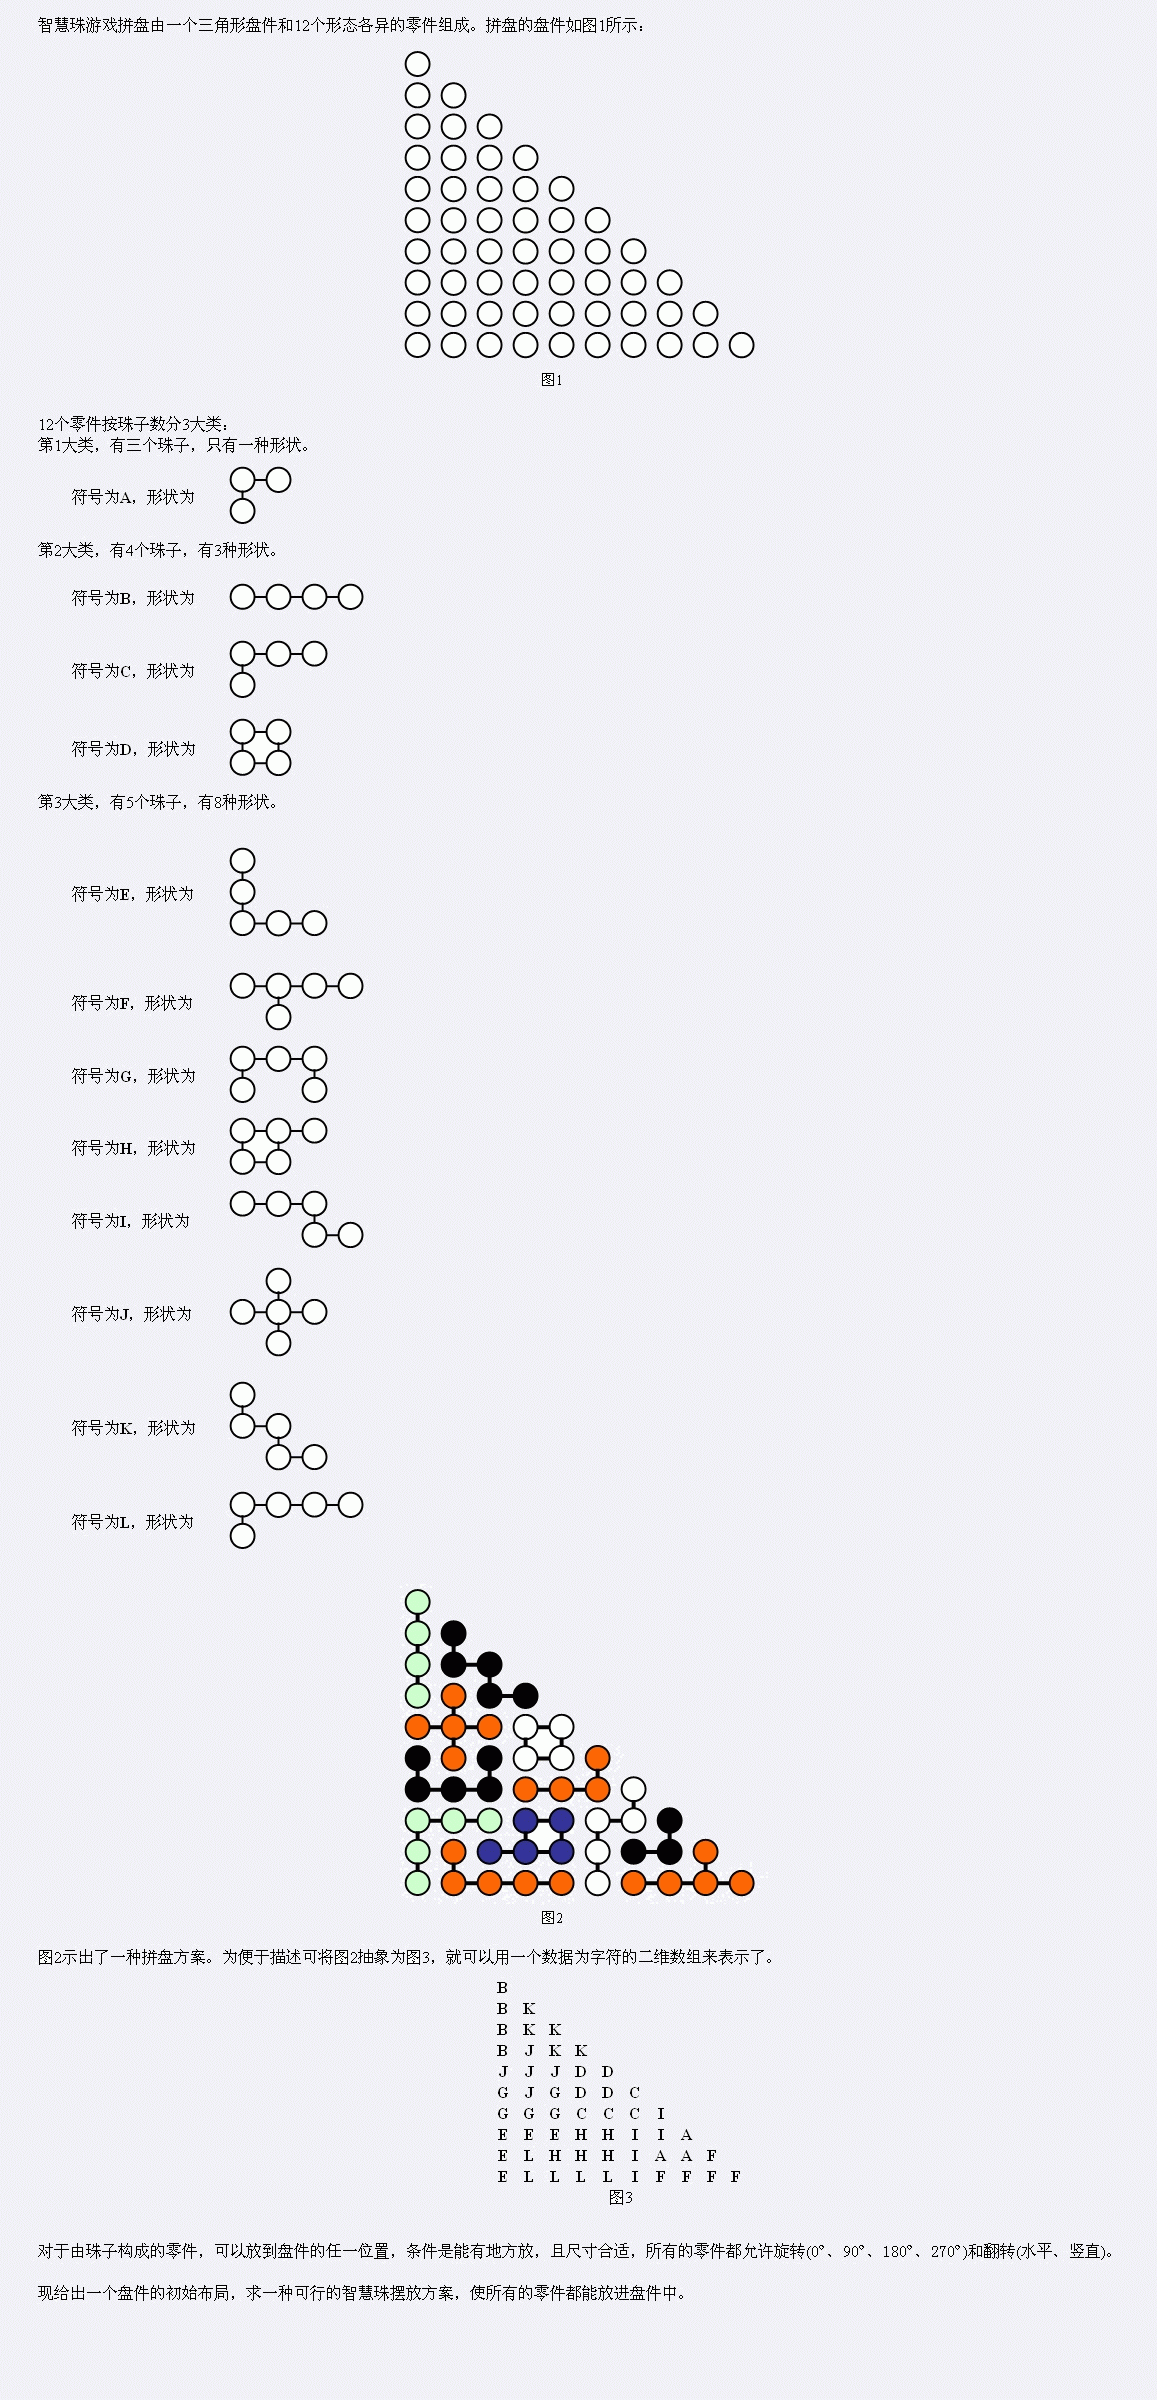 智慧珠游戏拼盘由一个三角形盘件和12个形态各异的零件组成。拼盘的盘件如图1所示：
图1
12个零件按珠子数分3大类：
第1大类，有三个珠子，只有一种形状。
符号为A，形状为
第2大类，有4个珠子，有3种形状。
符号为B，形状为
符号为C，形状为
符号为D，形状为
第3大类，有5个珠子，有8种形状。
符号为E，形状为
符号为F，形状为
符号为G，形状为
符号为H，形状为
符号为I，形状为
符号为J，形状为
符号为K，形状为
符号为L，形状为
图2
图2示出了一种拼盘方案。为便于描述可将图2抽象为图3，就可以用一个数据为字符的二维数组来表示了。
B
B K
B K K
B J K K
J J J D D
G J G D D C
G G G C C C I
E E E H H I I A
E L H H H I A A F
E L L L L I F F F F
图3
对于由珠子构成的零件，可以放到盘件的任一位置，条件是能有地方放，且尺寸合适，所有的零件都允许旋转(0°、90°、180°、270°)和翻转(水平、竖直)。
现给出一个盘件的初始布局，求一种可行的智慧珠摆放方案，使所有的零件都能放进盘件中。